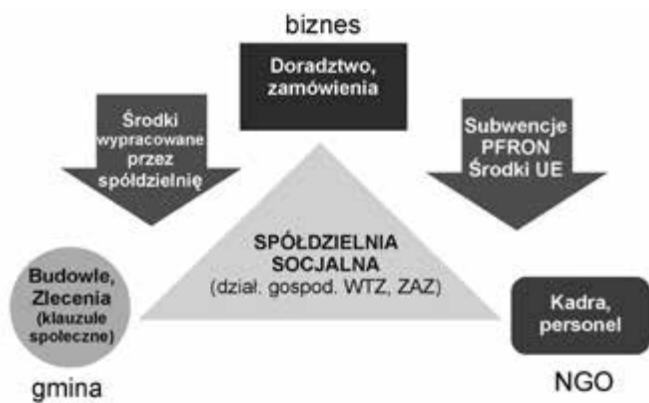 biznes
Doradztwo,
zamówienia
Środki
wypracowane
przez
spółdzielnię
Subwencje
PFRON
Środki UE
SPÓŁDZIELNIA
SOCJALNA
(dział. gospod. WTZ, ZAZ)
Budowle,
Zlecenia
(klauzule
społeczne)
gmina
Kadra,
personel
NGO